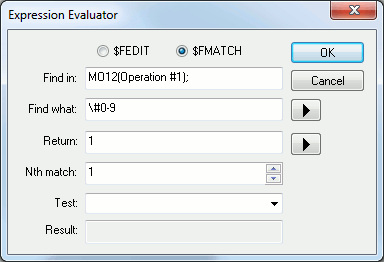 Expression Evaluator
$FEDIT $FMATCH OK
Find in: MO12(Operation #1); Cancel
Find what: \#0-9
Return: 1
Nth match: 1
Test:
Result: